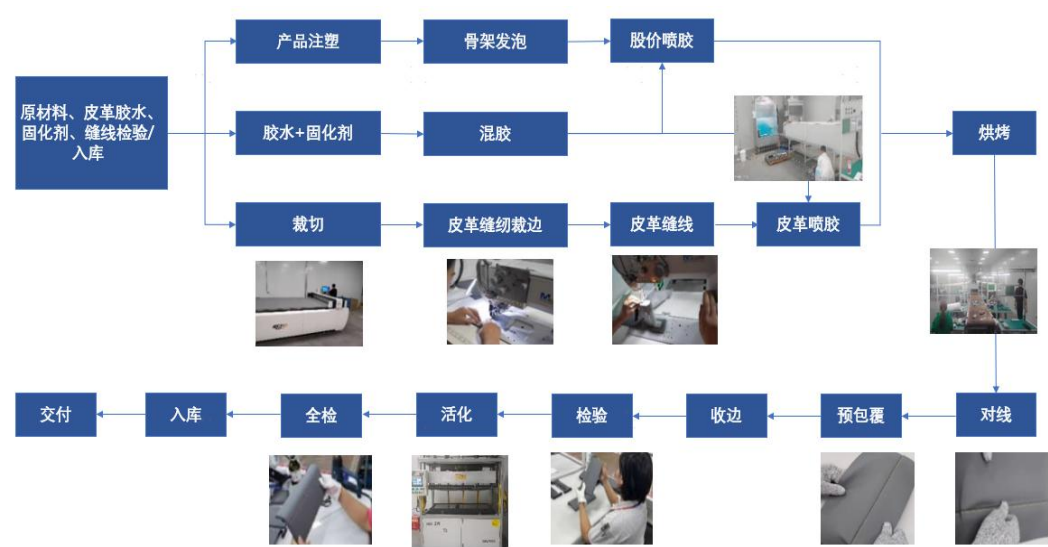 产品注塑
骨架发泡
股价喷胶
原材料、皮革胶水、
固化剂、缝线检验/
入库
胶水+固化剂
混胶
烘烤
裁切
皮革缝纫裁边
皮革缝线
皮革喷胶
交付
入库
全检
活化
检验
收边
预包覆
对线